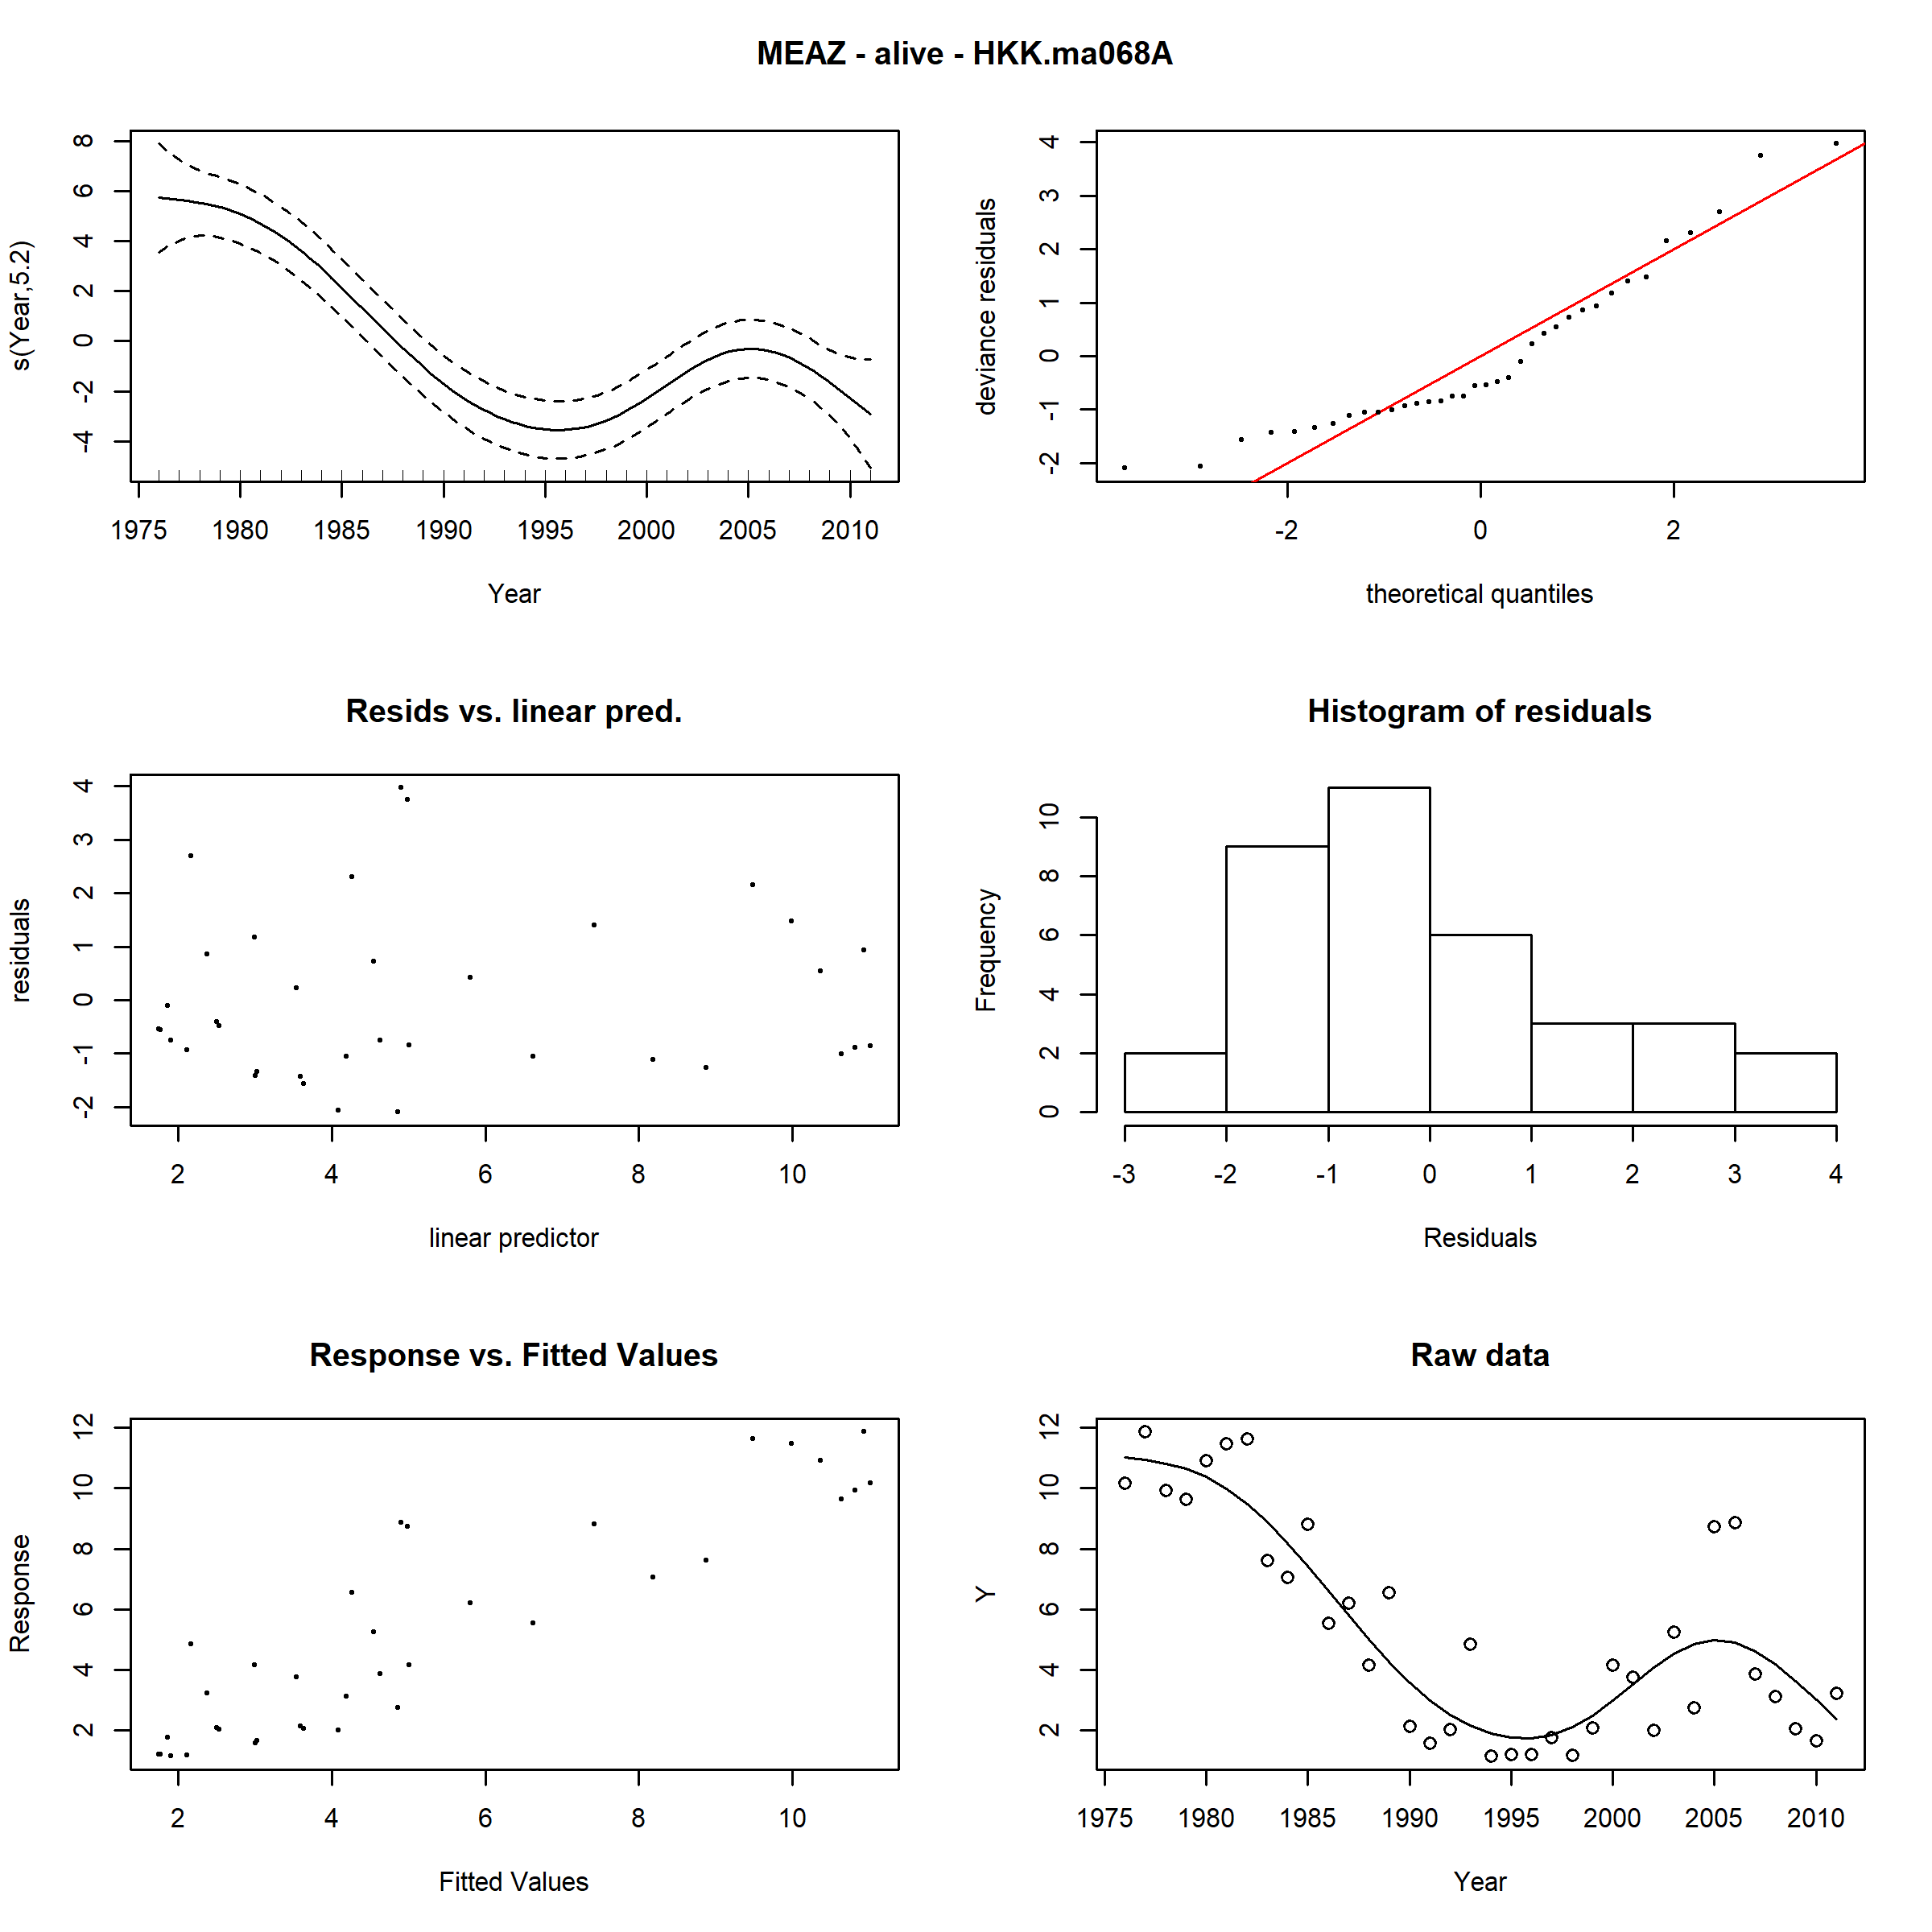 MEAZ - alive - HKK.ma068A
s(Year,5.2)
8
6
4
2
0
-2
-4
1975 1980 1985 1990 1995 2000 2005 2010
Year
deviance residuals
4
3
2
1
0
-1
-2
-2 0 2
theoretical quantiles
Resids vs. linear pred.
residuals
4
3
2
1
0
-1
-2
2 4 6 8 10
linear predictor
Histogram of residuals
Frequency
10
8
6
4
2
0
-3 -2 -1 0 1 2 3 4
Residuals
Response vs. Fitted Values
Response
12
10
8
6
4
2
2 4 6 8 10
Fitted Values
Raw data
Y
12
10
8
6
4
2
1975 1980 1985 1990 1995 2000 2005 2010
Year